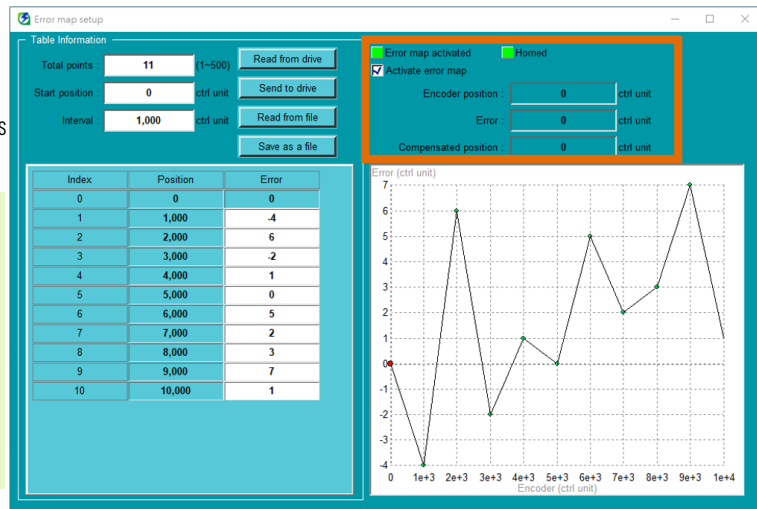 Error map setup
Table Information
Total points : 11 (1~500) Read from drive
Start position : 0 ctrl unit Send to drive
Interval : 1,000 ctrl unit Read from file
Save as a file
Error map activated Homed
Activate error map
Encoder position : 0 ctrl unit
Error : 0 ctrl unit
Compensated position : 0 ctrl unit
s
Index Position Error
0 0 0
1 1,000 -4
2 2,000 6
3 3,000 -2
4 4,000 1
5 5,000 0
6 6,000 5
7 7,000 2
8 8,000 3
9 9,000 7
10 10,000 1
Error (ctrl unit)
7
6
5
4
3
2
1
0
-1
-2
-3
-4
0 1e+3 2e+3 3e+3 4e+3 5e+3 6e+3 7e+3 8e+3 9e+3 1e+4
Encoder (ctrl unit)